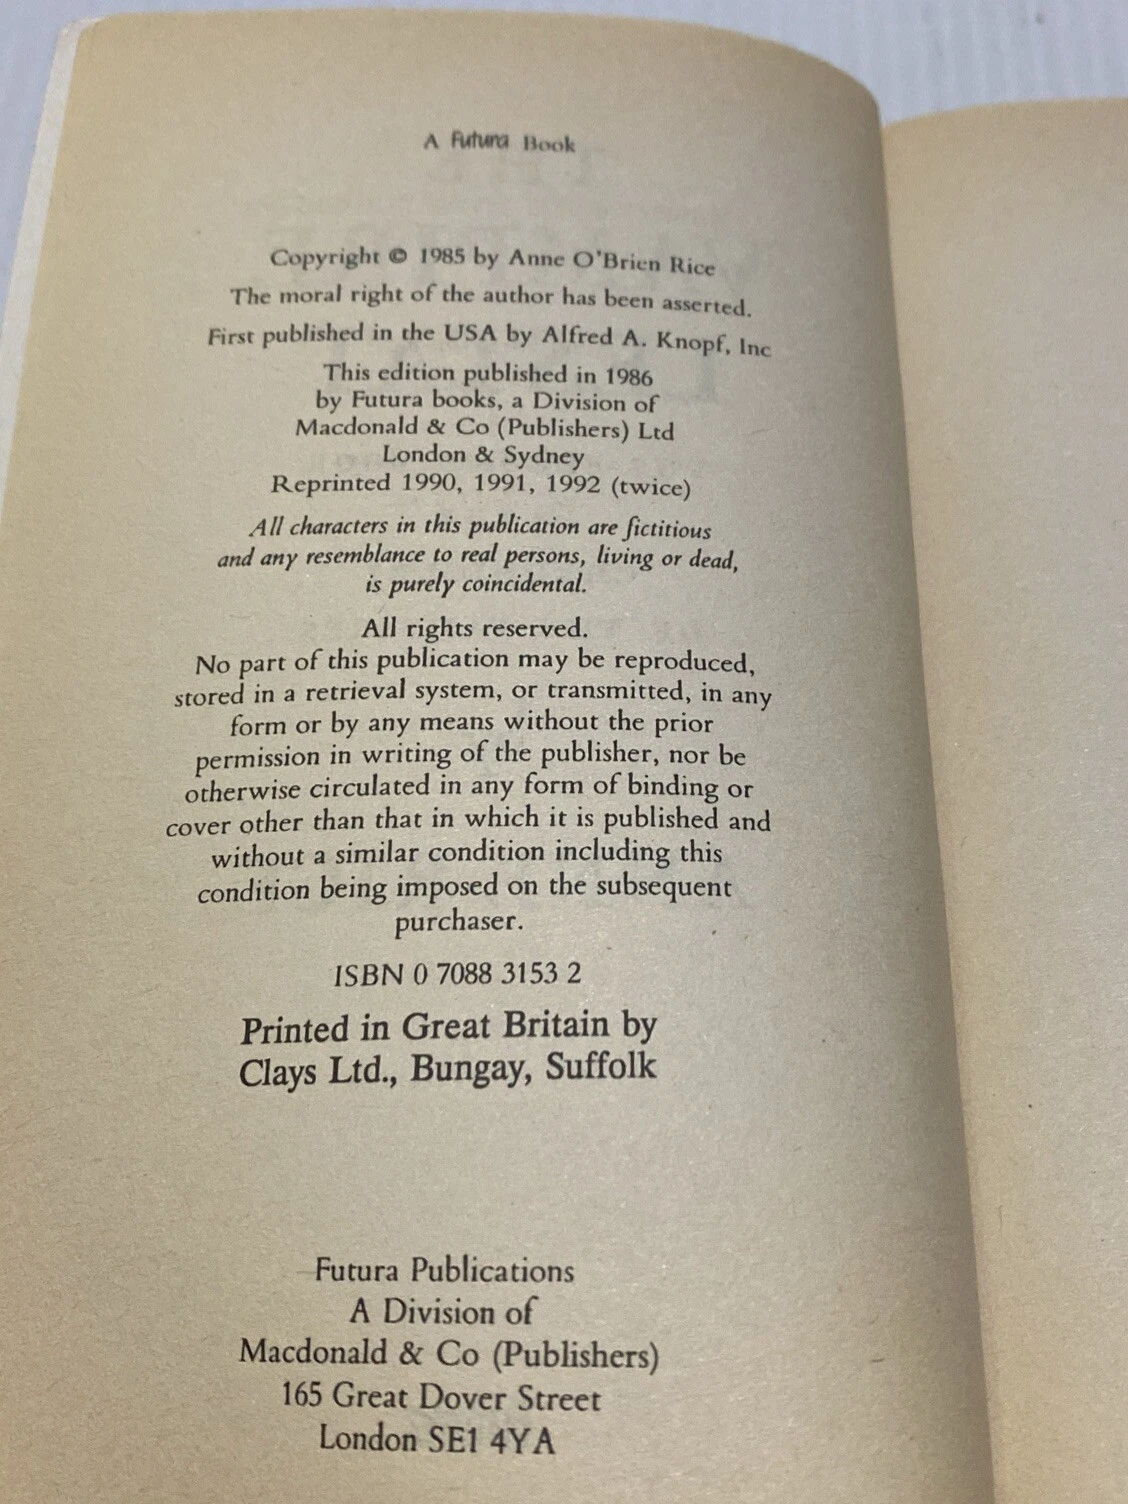 A Futura Book
Copyright © 1985 by Anne O'Brien Rice
The moral right of the author has been asserted.
First published in the USA by Alfred A. Knopf, Inc
This edition published in 1986
by Futura books, a Division of
Macdonald & Co (Publishers) Ltd
London & Sydney
Reprinted 1990, 1991, 1992 (twice)
All characters in this publication are fictitious
and any resemblance to real persons, living or dead,
is purely coincidental.
All rights reserved.
No part of this publication may be reproduced,
stored in a retrieval system, or transmitted, in any
form or by any means without the prior
permission in writing of the publisher, nor be
otherwise circulated in any form of binding or
cover other than that in which it is published and
without a similar condition including this
condition being imposed on the subsequent
purchaser.
ISBN 0 7088 3153 2
Printed in Great Britain by
Clays Ltd., Bungay, Suffolk
Futura Publications
A Division of
Macdonald & Co (Publishers)
165 Great Dover Street
London SE1 4YA